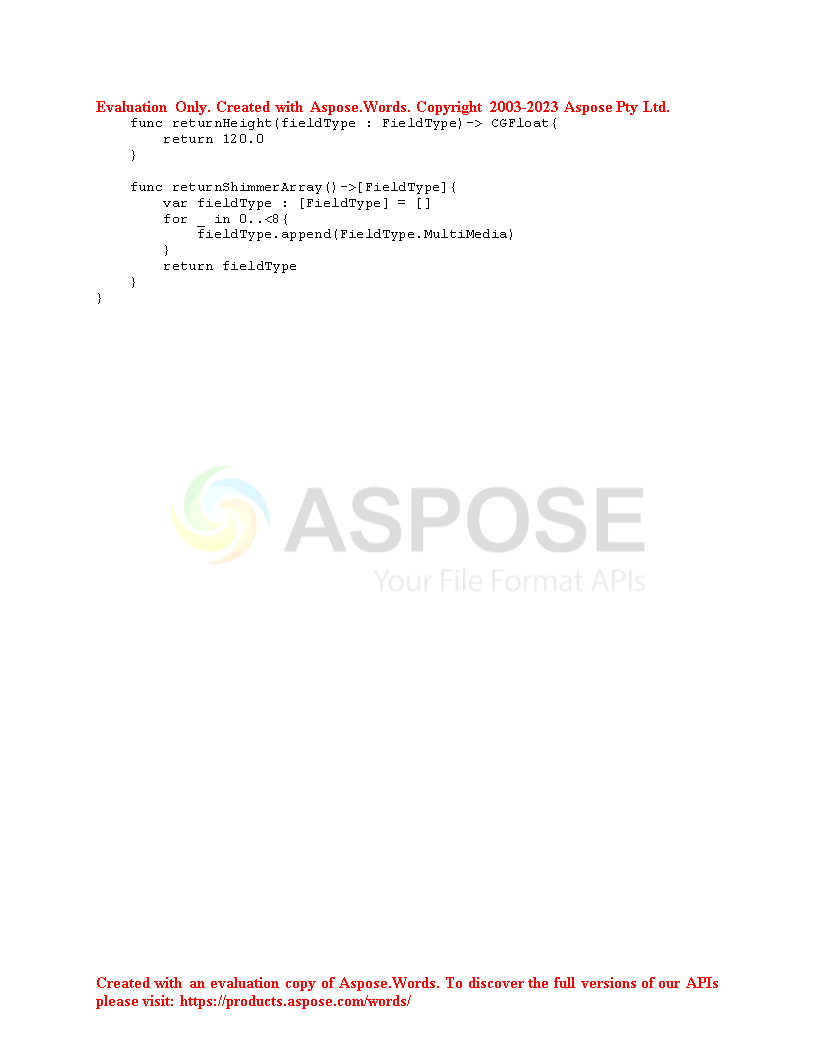 Evaluation Only. Created with Aspose.Words. Copyright 2003-2023 Aspose Pty Ltd.
    func returnHeight(fieldType : FieldType)-> CGFloat{
        return 120.0
    }

    func returnShimmerArray()->[FieldType]{
        var fieldType : [FieldType] = []
        for _ in 0..<8{
            fieldType.append(FieldType.MultiMedia)
        }
        return fieldType
    }
}
ASPOSE
Your File Format APIs
Created with an evaluation copy of Aspose.Words. To discover the full versions of our APIs
please visit: https://products.aspose.com/words/